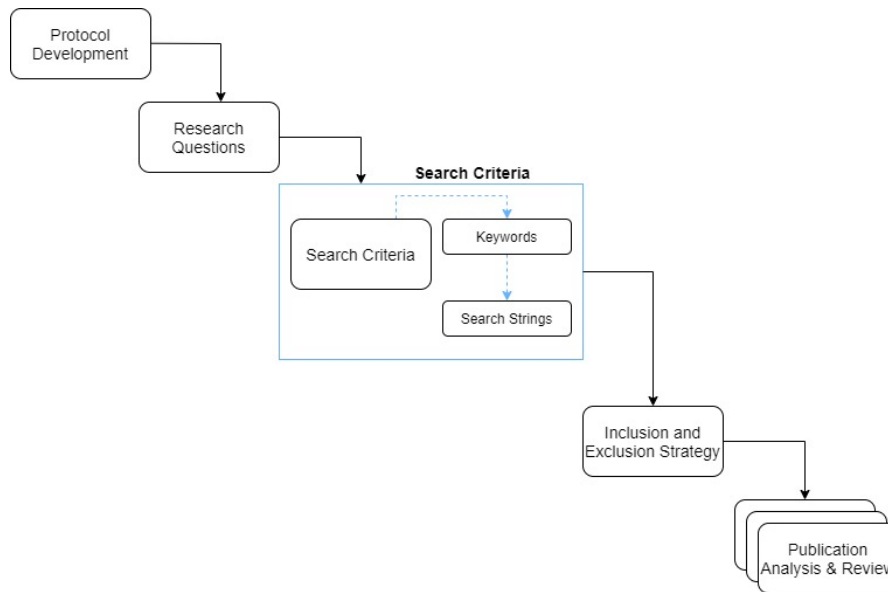 Protocol
Development
Research
Questions
Search Criteria
Search Criteria
Keywords
Search Strings
Inclusion and
Exclusion Strategy
Publication
Analysis & Review